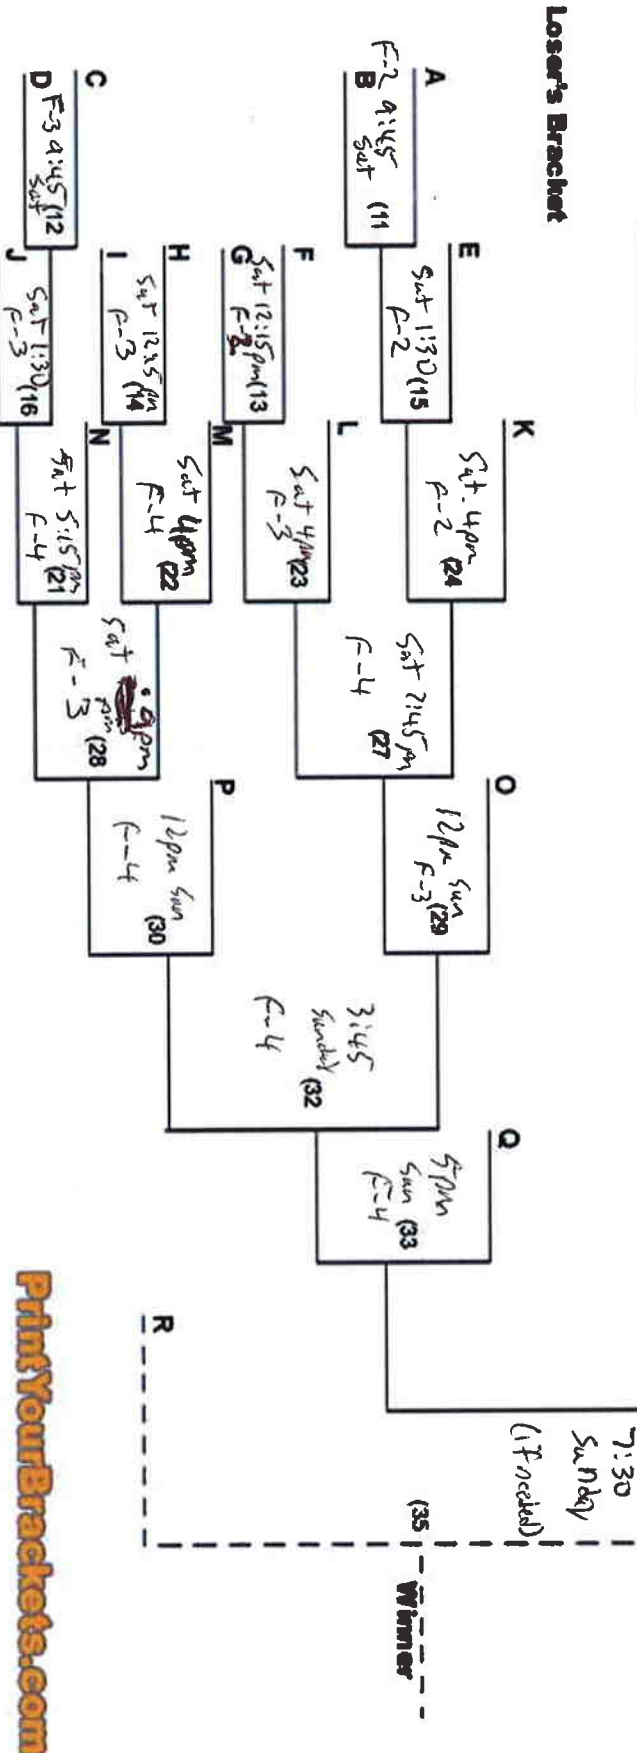 Loser's Bracket
A
F-2 9:45
B
Sat
(11
C
F-3 9:45
D
Sat
(12
E
Sat 1:30
F-2
(15
F
Sat 12:15pm
G
F-2
(13
H
Sat 12:15 pm
I
F-3
(14
J
Sat 1:30
F-3
(16
K
Sat. 4pm
F-2
(24
L
Sat 4pm
F-3
(23
M
Sat 4pm
F-4
(22
N
Sat 5:15 pm
F-4
(21
Sat 7:45 pm
F-4
(27
Sat
9pm
pm
F-3
(28
O
12pm Sun
F-3
(29
P
12pm Sun
F-4
(30
3:45
Sunday
F-4
(32
Q
5pm
Sun
F-4
(33
7:30
Sunday
(if needed)
R
(35
Winner
PrintYourBrackets.com